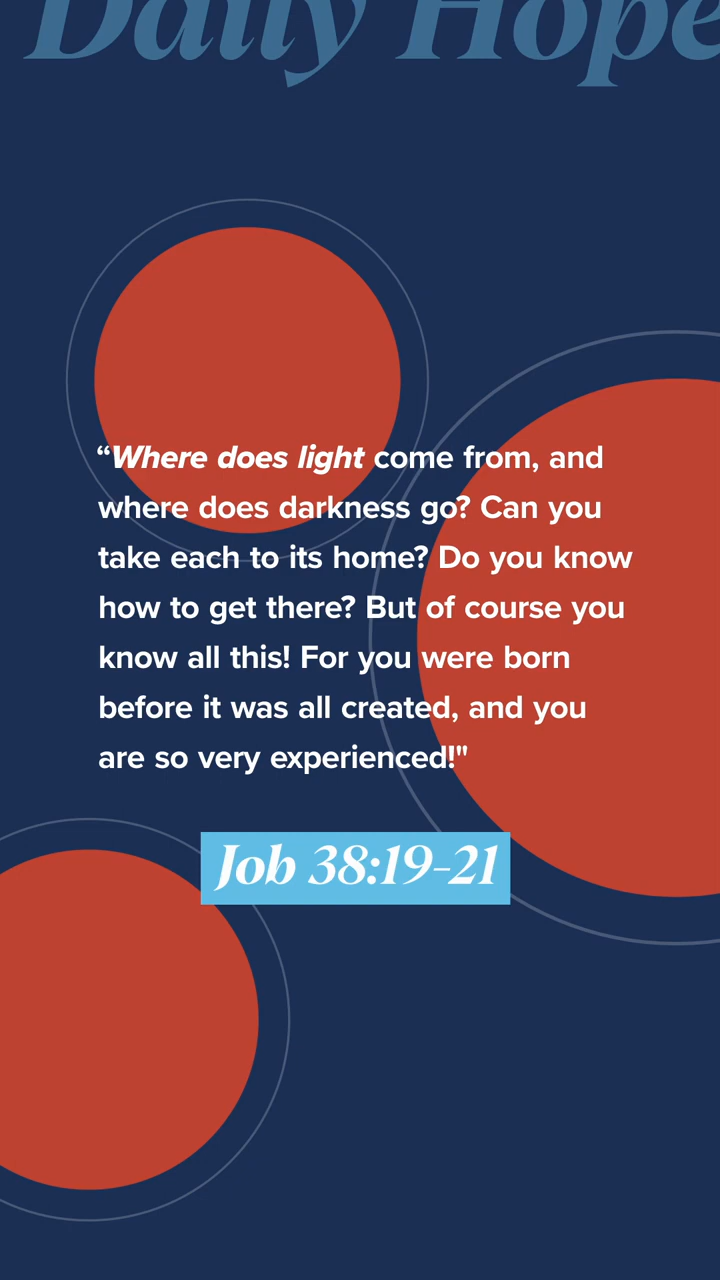 Daily Hope
“Where does light come from, and
where does darkness go? Can you
take each to its home? Do you know
how to get there? But of course you
know all this! For you were born
before it was all created, and you
are so very experienced!"
Job 38:19-21